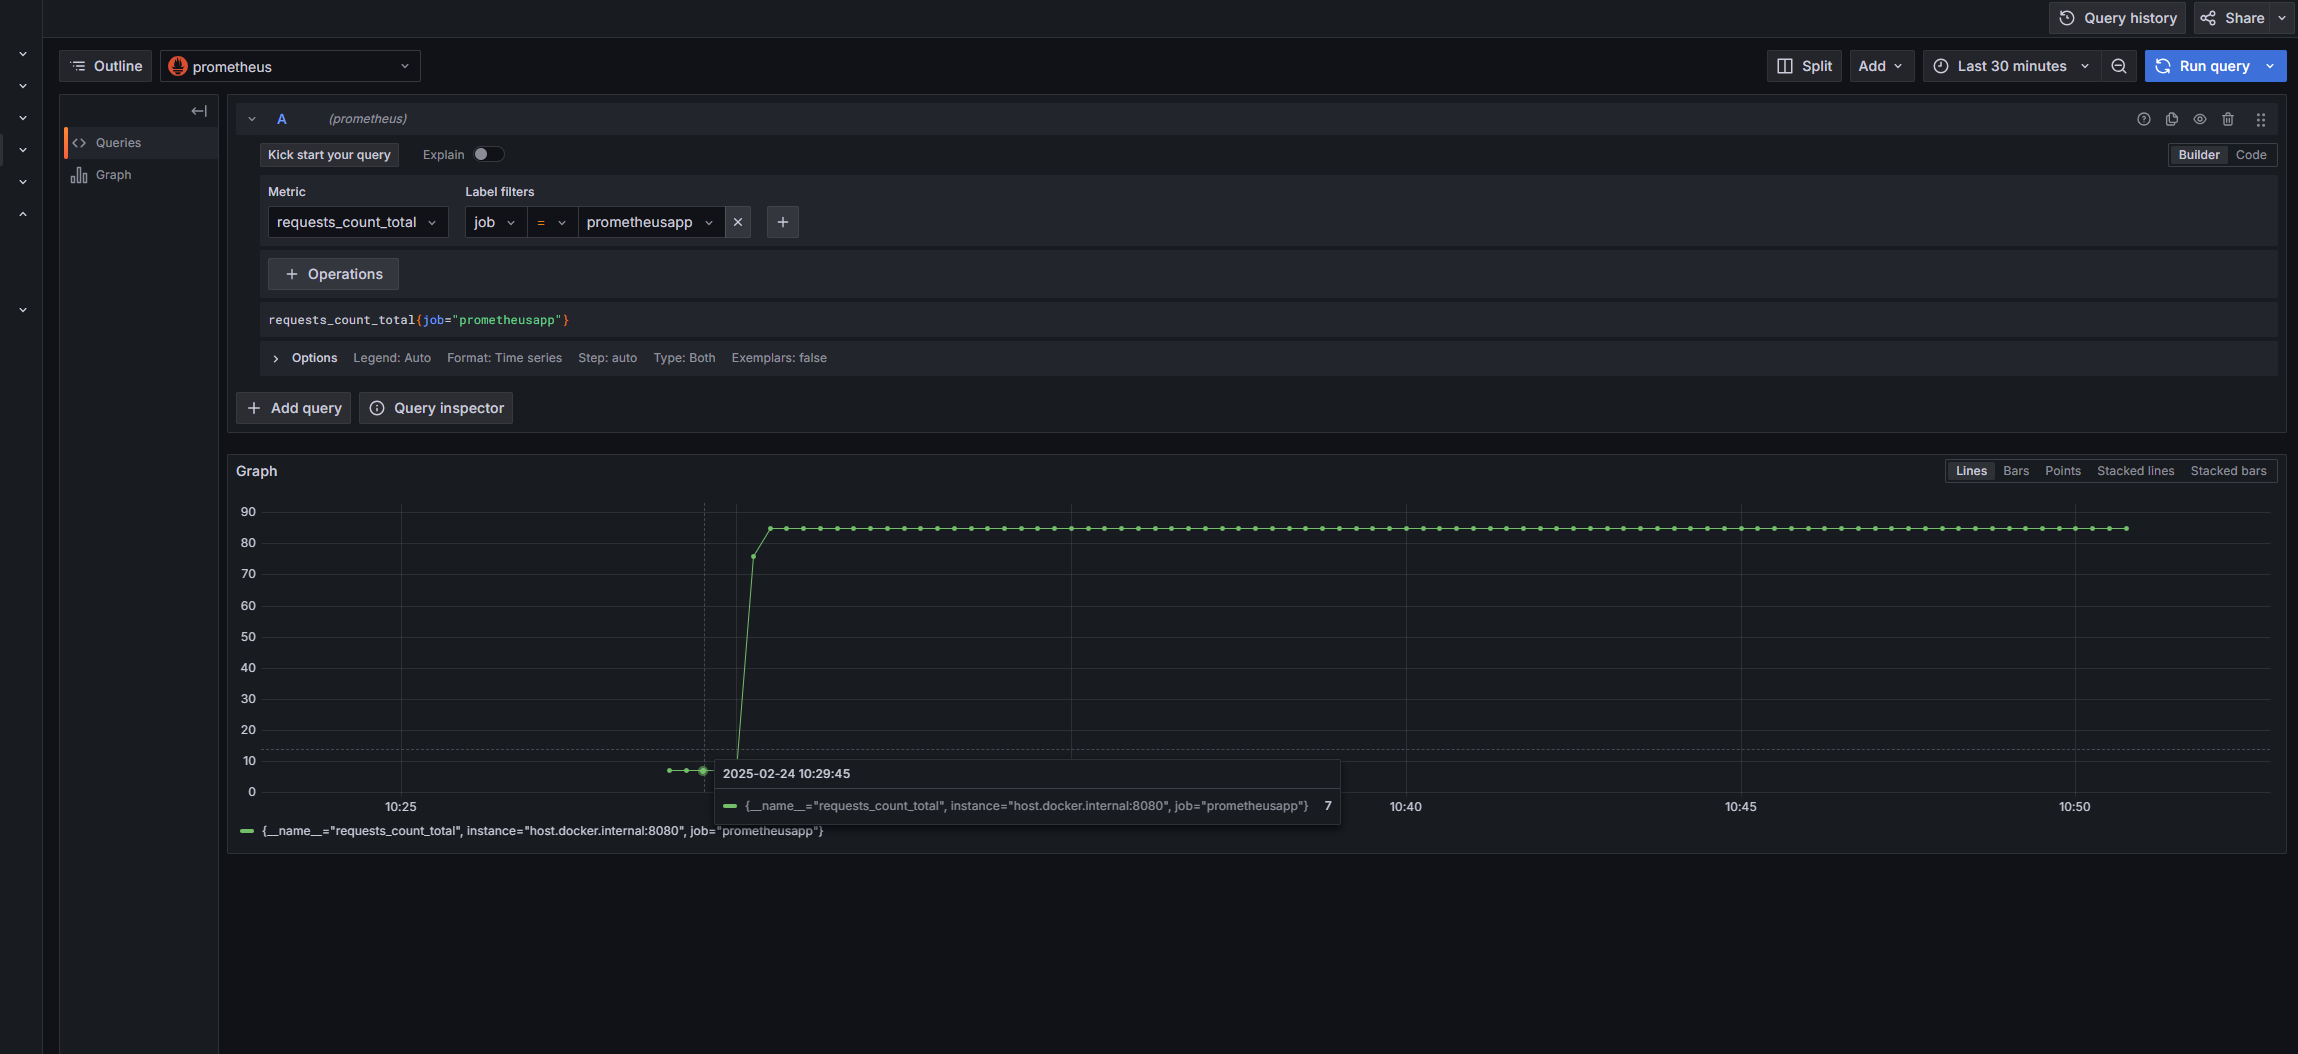 Query history Share
Outline prometheus Split Add Last 30 minutes Run query
Queries
Graph
A (prometheus)
Kick start your query Explain Builder Code
Metric Label filters
requests_count_total job = prometheusapp
+ Operations
requests_count_total{job="prometheusapp"}
Options Legend: Auto Format: Time series Step: auto Type: Both Exemplars: false
+ Add query Query inspector
Graph Lines Bars Points Stacked lines Stacked bars
90
80
70
60
50
40
30
20
10
0
10:25 10:40 10:45 10:50
2025-02-24 10:29:45
{__name__="requests_count_total", instance="host.docker.internal:8080", job="prometheusapp"} 7
{__name__="requests_count_total", instance="host.docker.internal:8080", job="prometheusapp"}